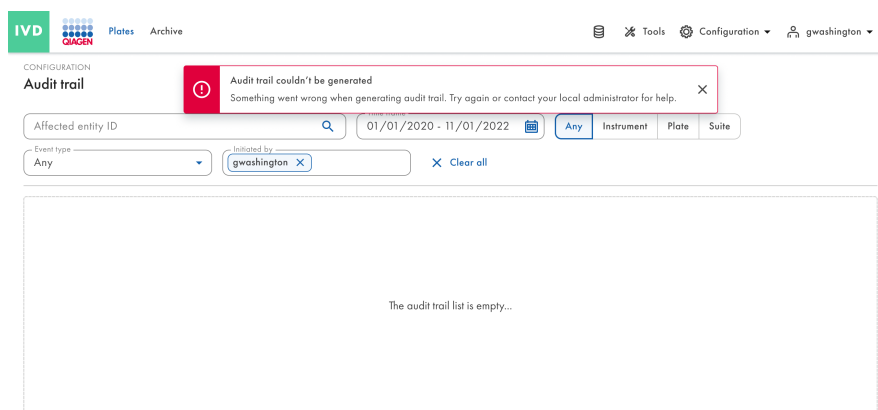 IVD
QIAGEN
Plates Archive
Tools Configuration gwashington
CONFIGURATION
Audit trail
Audit trail couldn't be generated
Something went wrong when generating audit trail. Try again or contact your local administrator for help.
Affected entity ID
Time frame
01/01/2020 - 11/01/2022
Any Instrument Plate Suite
Event type
Any
Initiated by
gwashington
Clear all
The audit trail list is empty...